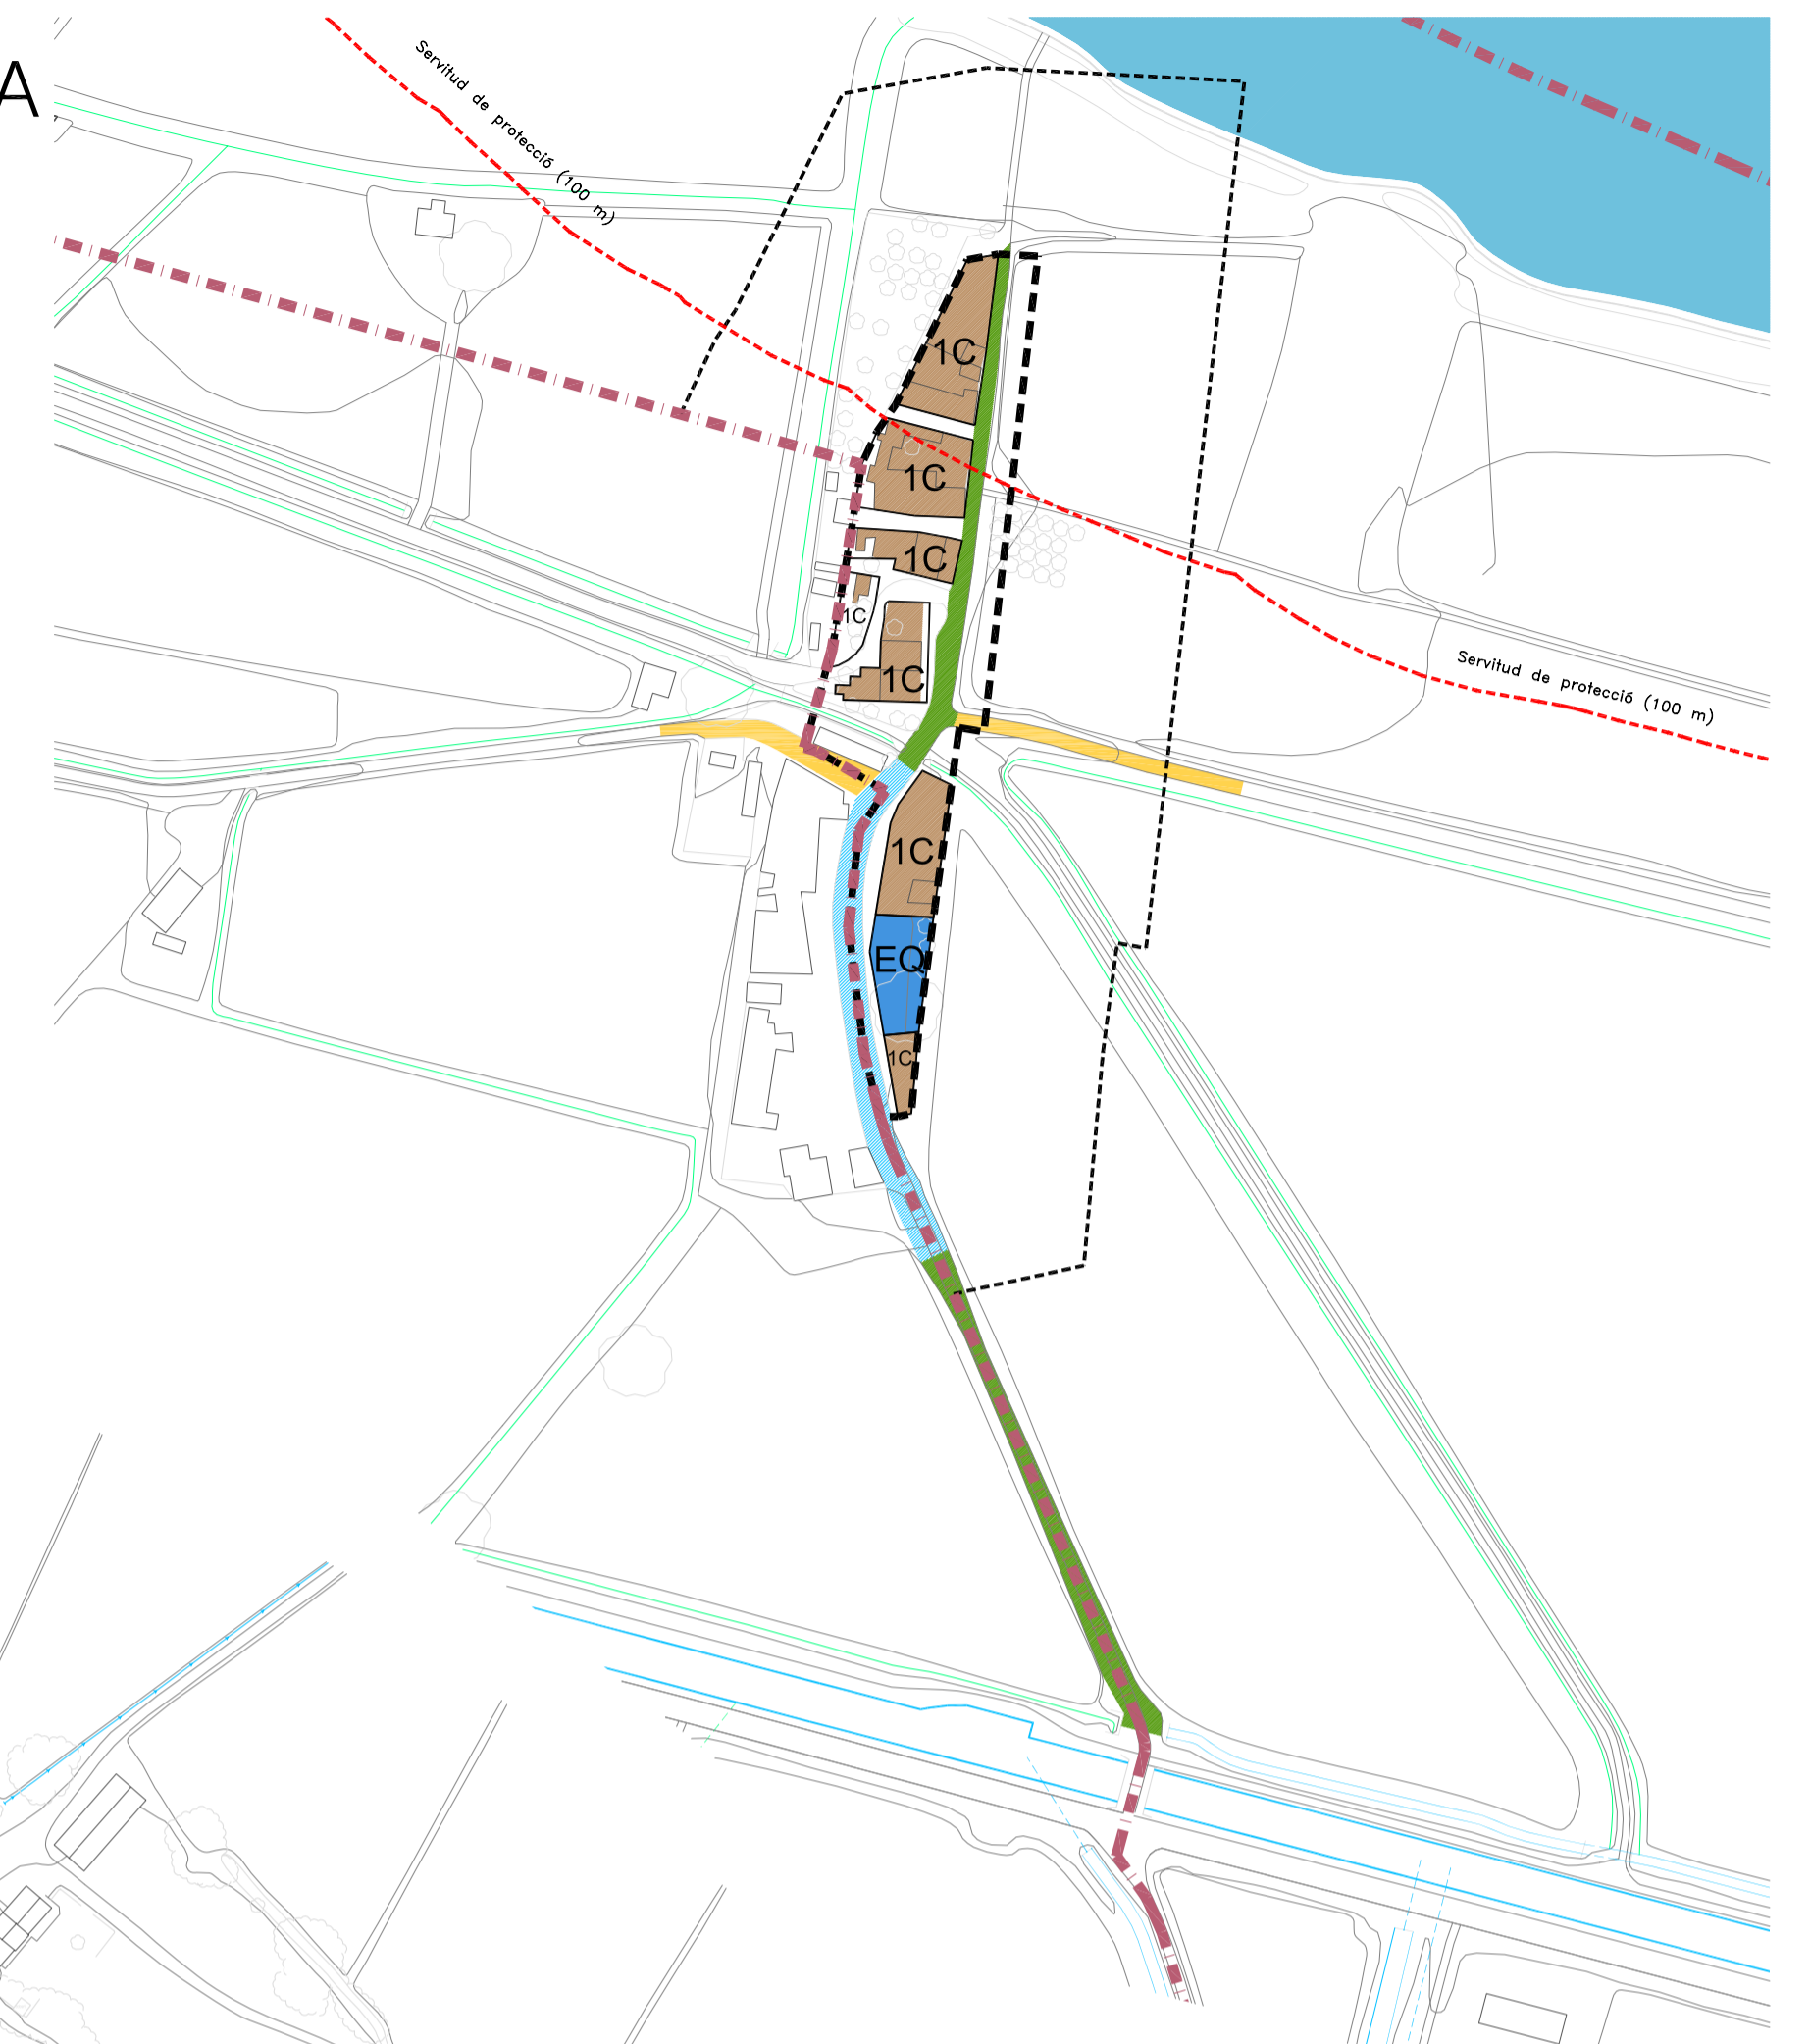 A
Servitud de protecció (100 m)
1C
1C
1C
1C
1C
Servitud de protecció (100 m)
1C
EQ
1C